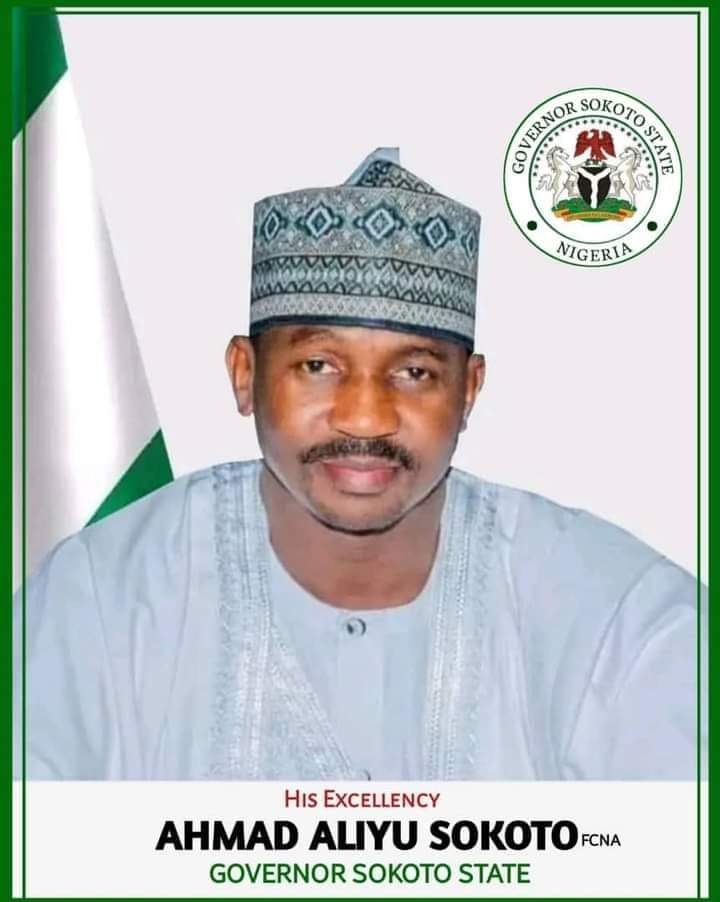 GOVERNOR SOKOTO STATE
NIGERIA
HIS EXCELLENCY
AHMAD ALIYU SOKOTO FCNA
GOVERNOR SOKOTO STATE